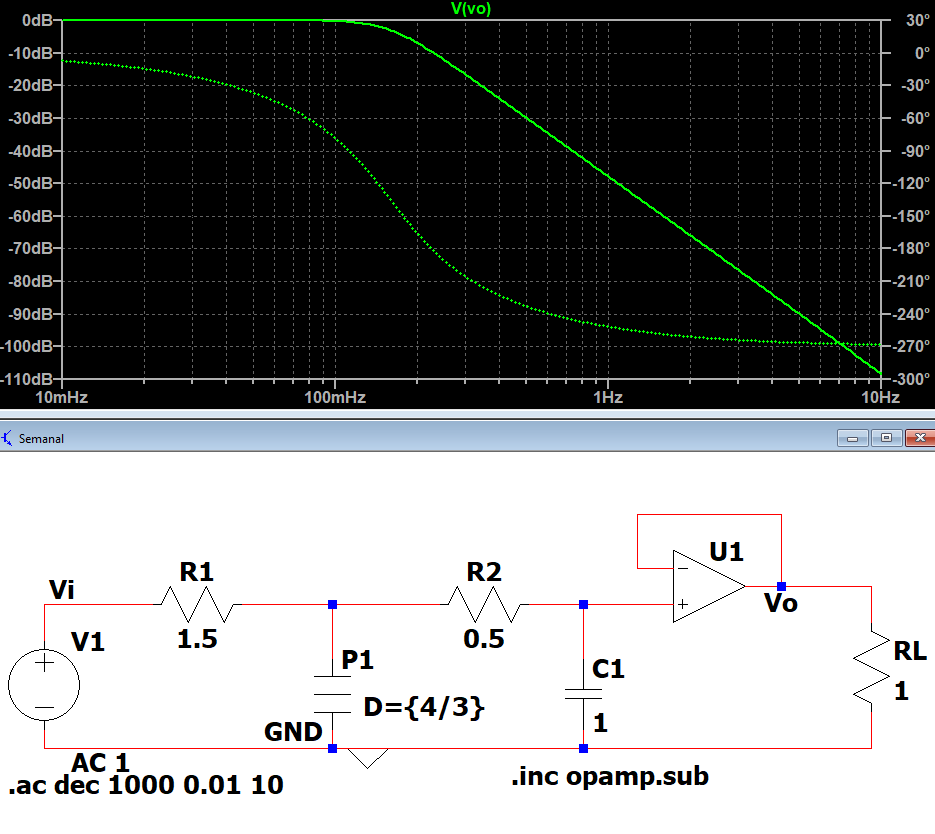 V(vo)
0dB
-10dB
-20dB
-30dB
-40dB
-50dB
-60dB
-70dB
-80dB
-90dB
-100dB
-110dB
30°
0°
-30°
-60°
-90°
-120°
-150°
-180°
-210°
-240°
-270°
-300°
10mHz 100mHz 1Hz 10Hz
Semanal
U1
R1 R2
Vi
Vo
1.5 0.5
V1
P1
C1
RL
1
D={4/3}
1
GND
AC 1
.ac dec 1000 0.01 10
.inc opamp.sub